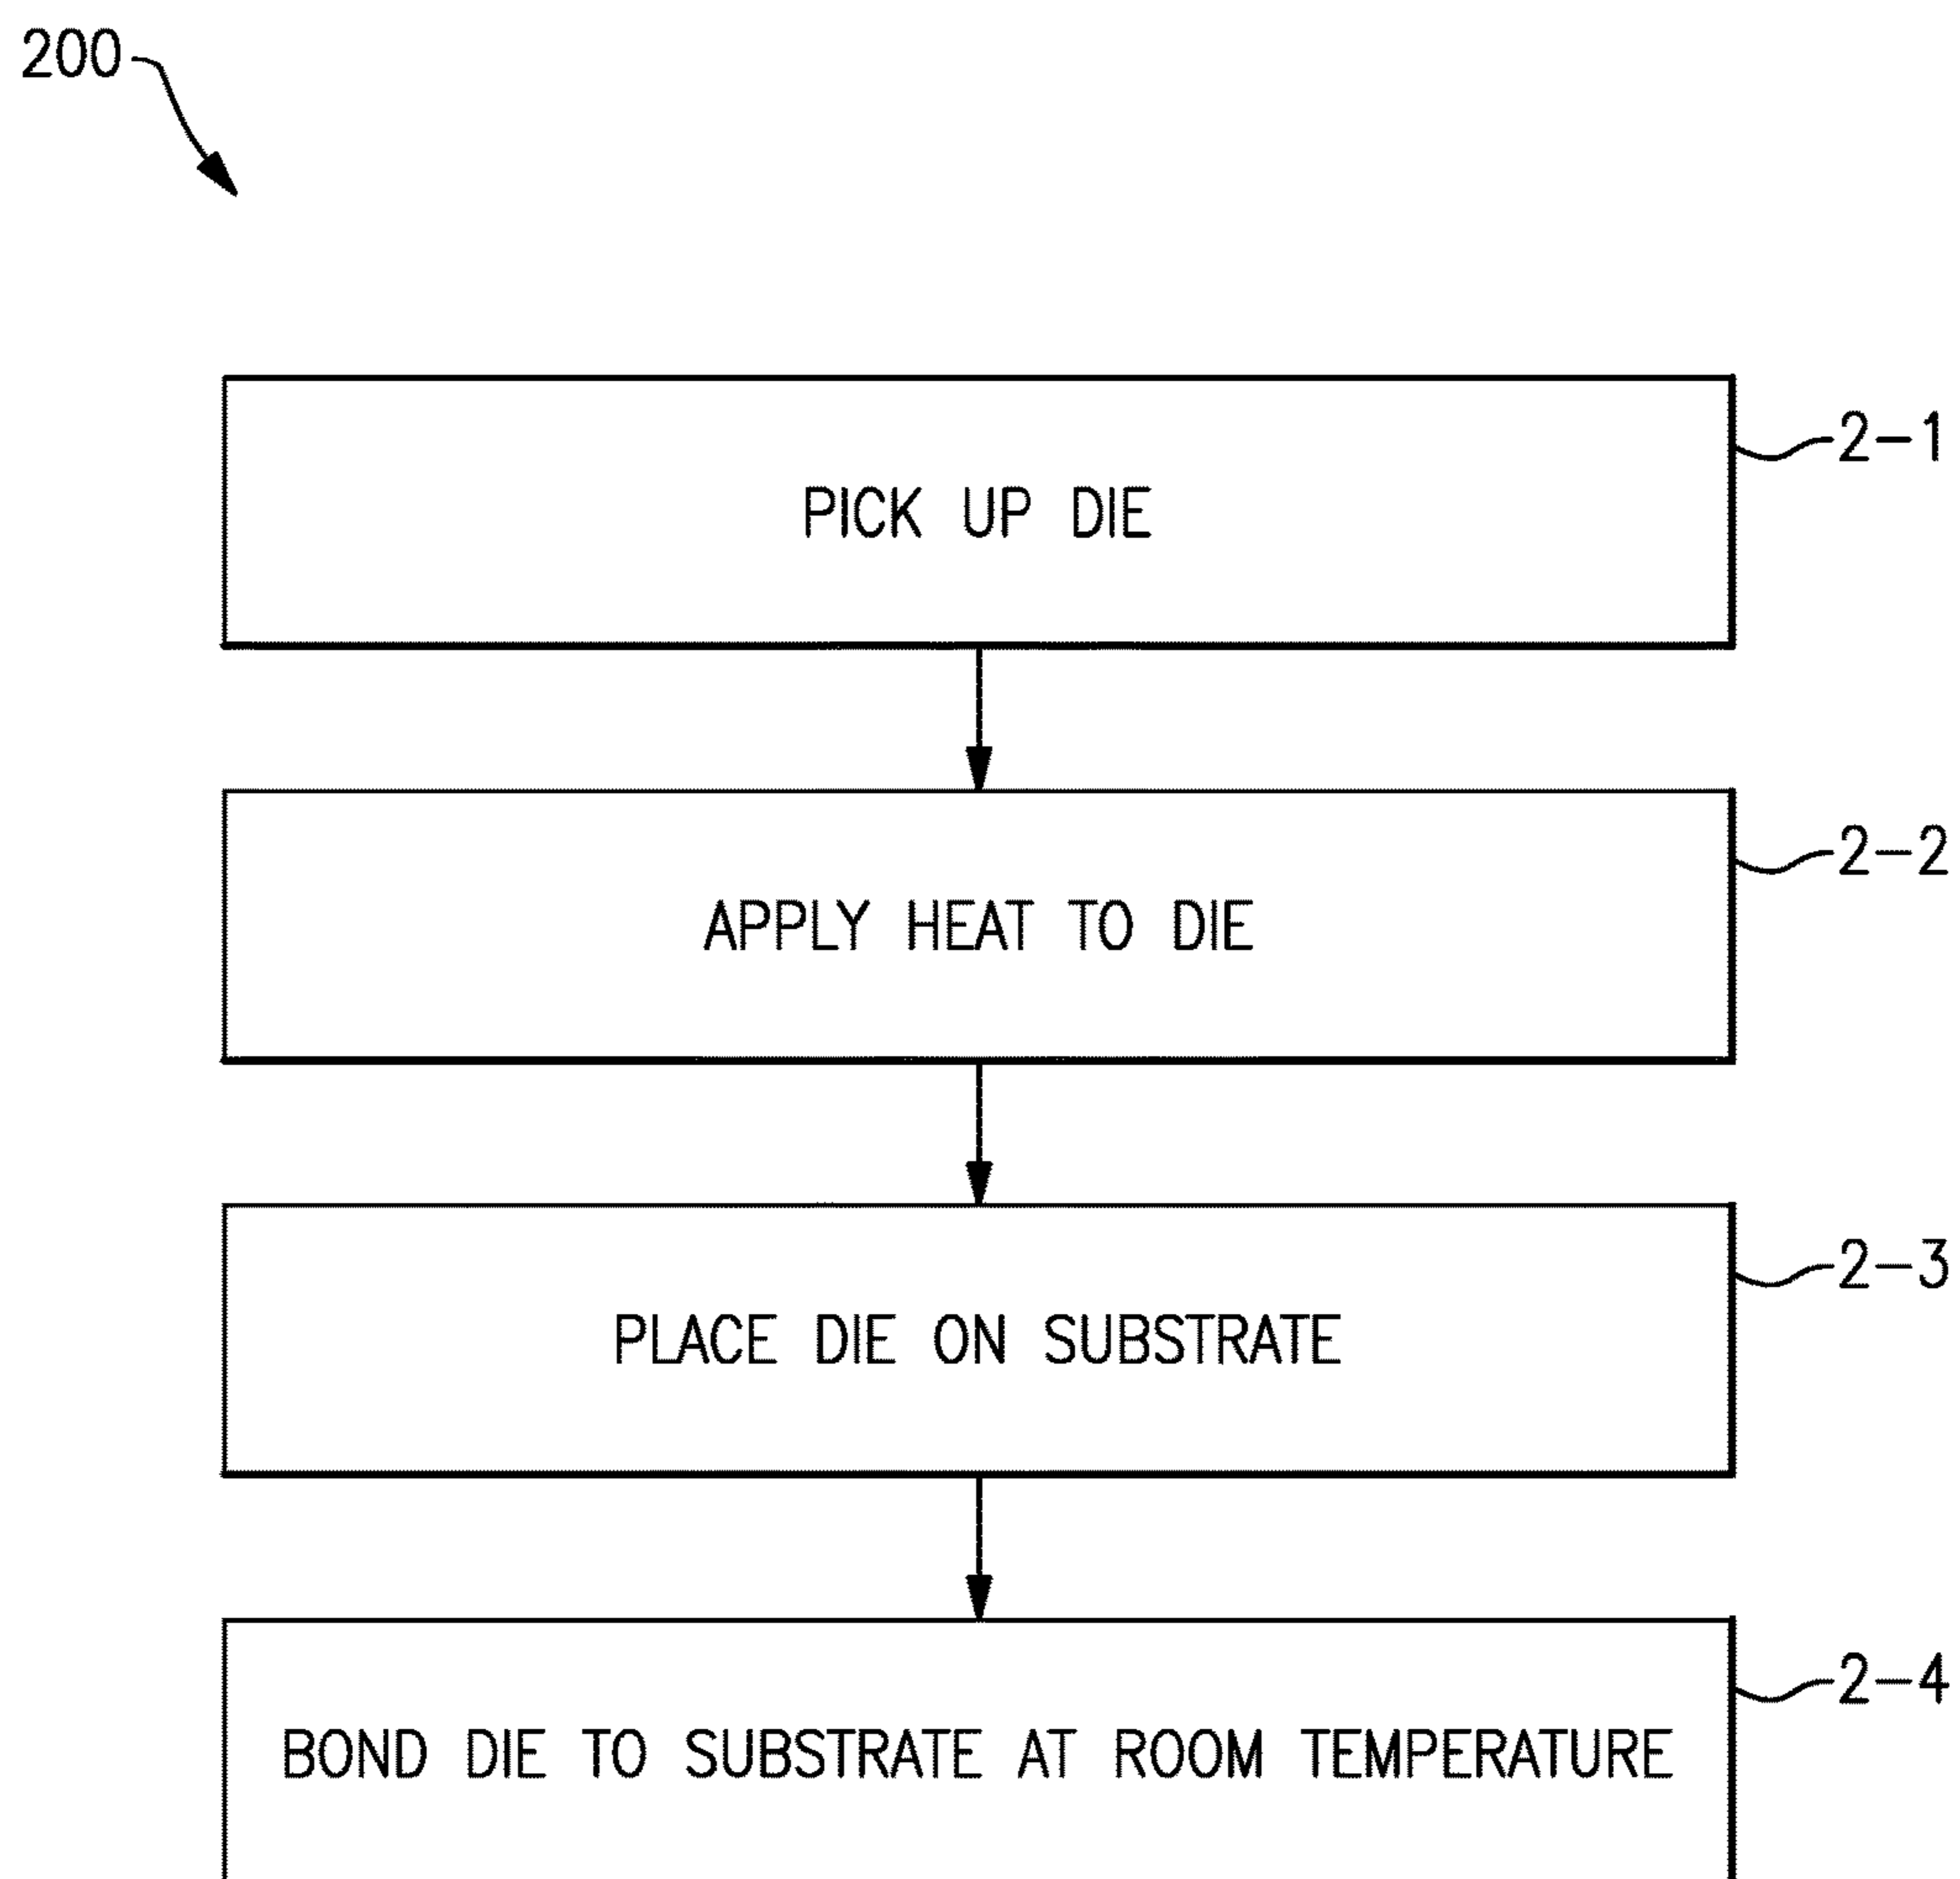 200
PICK UP DIE
2-1
APPLY HEAT TO DIE
2-2
PLACE DIE ON SUBSTRATE
2-3
BOND DIE TO SUBSTRATE AT ROOM TEMPERATURE
2-4